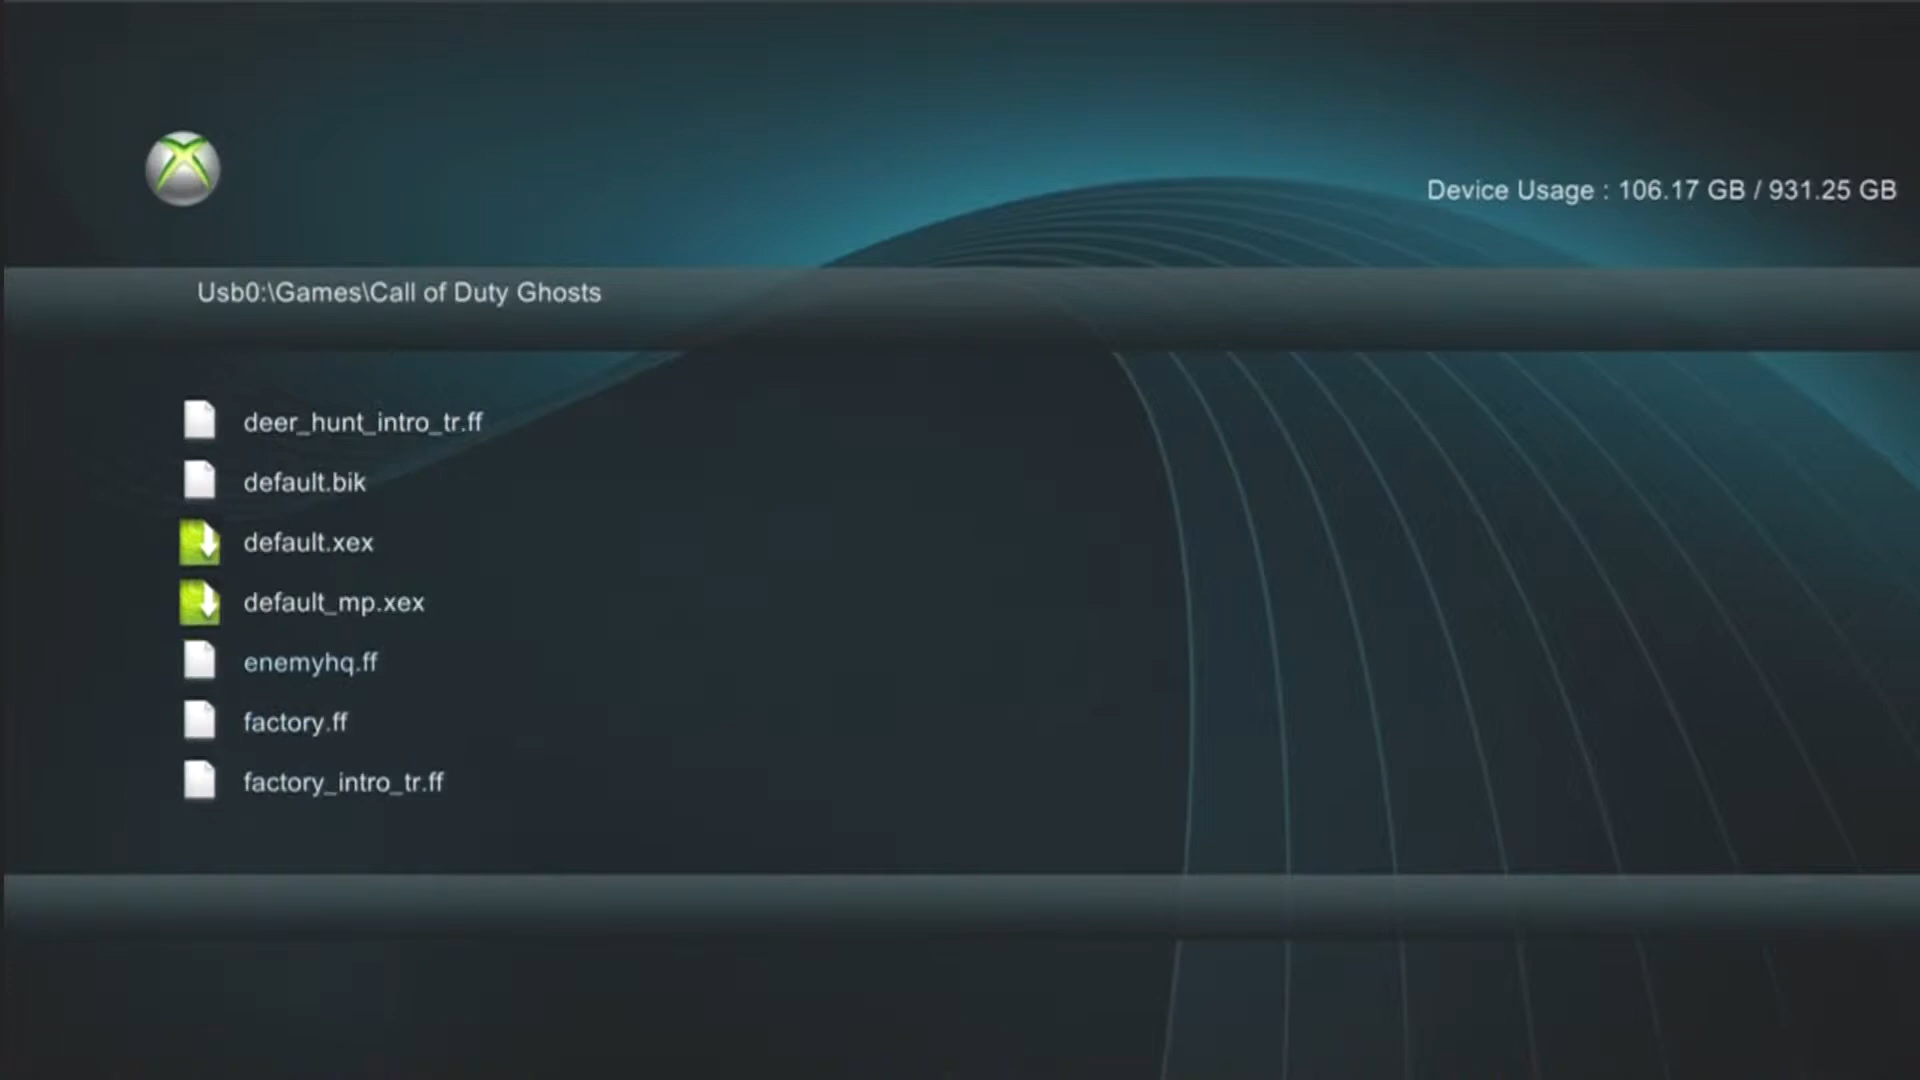 Device Usage : 106.17 GB / 931.25 GB
Usb0:\Games\Call of Duty Ghosts
deer_hunt_intro_tr.ff
default.bik
default.xex
default_mp.xex
enemyhq.ff
factory.ff
factory_intro_tr.ff